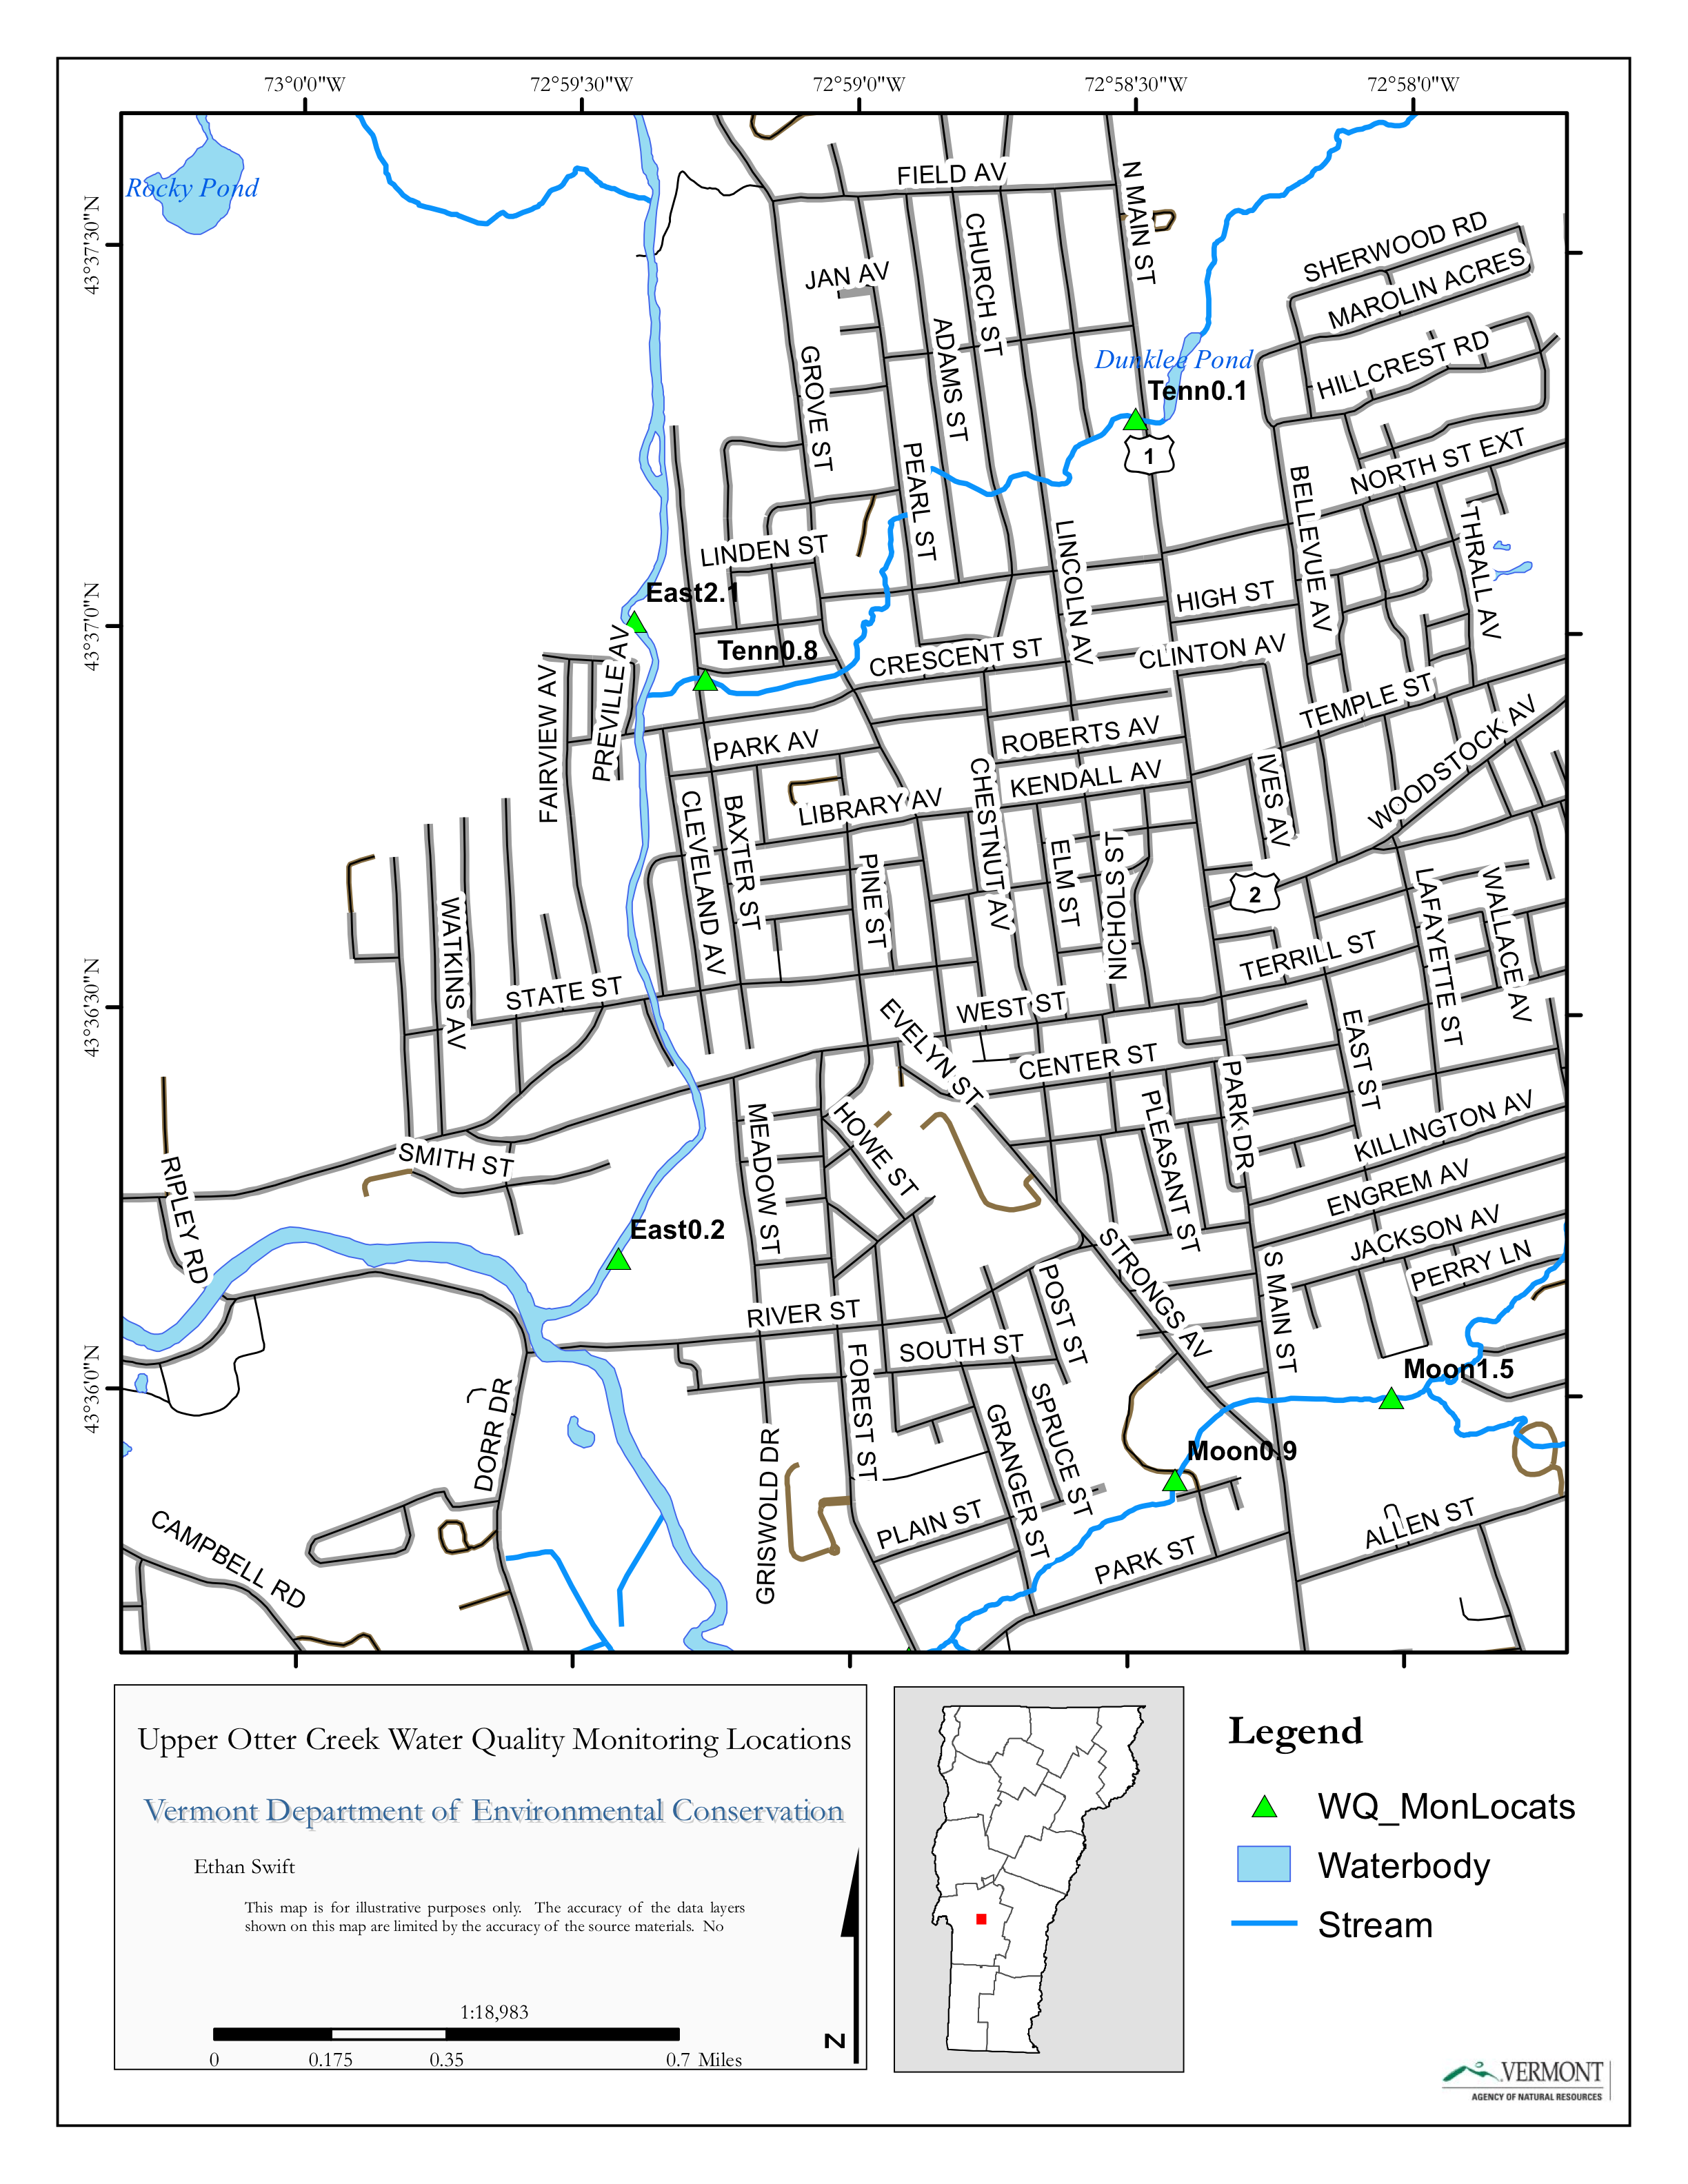 73°0'0"W
72°59'30"W
72°59'0"W
72°58'30"W
72°58'0"W
43°37'30"N
43°37'0"N
43°36'30"N
43°36'0"N
Rocky Pond
FIELD AV
N MAIN ST
CHURCH ST
SHERWOOD RD
MAROLIN ACRES
JAN AV
ADAMS ST
GROVE ST
Dunklee Pond
HILLCREST RD
Tenn0.1
1
PEARL ST
NORTH ST EXT
BELLEVUE AV
THRALL AV
LINDEN ST
LINCOLN AV
East2.1
HIGH ST
Tenn0.8
CRESCENT ST
CLINTON AV
PREVILLE AV
FAIRVIEW AV
TEMPLE ST
WOODSTOCK AV
PARK AV
ROBERTS AV
KENDALL AV
IVES AV
LIBRARY AV
CLEVELAND AV
BAXTER ST
CHESTNUT AV
PINE ST
ELM ST
NICHOLS ST
2
LAFAYETTE ST
WALLACE AV
WATKINS AV
TERRILL ST
STATE ST
WEST ST
EVELYN ST
CENTER ST
EAST ST
PARK DR
PLEASANT ST
KILLINGTON AV
MEADOW ST
HOWE ST
SMITH ST
RIPLEY RD
ENGREM AV
JACKSON AV
PERRY LN
East0.2
STRONGS AV
S MAIN ST
POST ST
RIVER ST
SOUTH ST
Moon1.5
FOREST ST
SPRUCE ST
GRANGER ST
DORR DR
GRISWOLD DR
Moon0.9
PLAIN ST
ALLEN ST
PARK ST
CAMPBELL RD
Upper Otter Creek Water Quality Monitoring Locations
Vermont Department of Environmental Conservation
Ethan Swift
This map is for illustrative purposes only. The accuracy of the data layers
shown on this map are limited by the accuracy of the source materials. No
N
1:18,983
0 0.175 0.35 0.7 Miles
Legend
WQ_MonLocats
Waterbody
Stream
VERMONT
AGENCY OF NATURAL RESOURCES